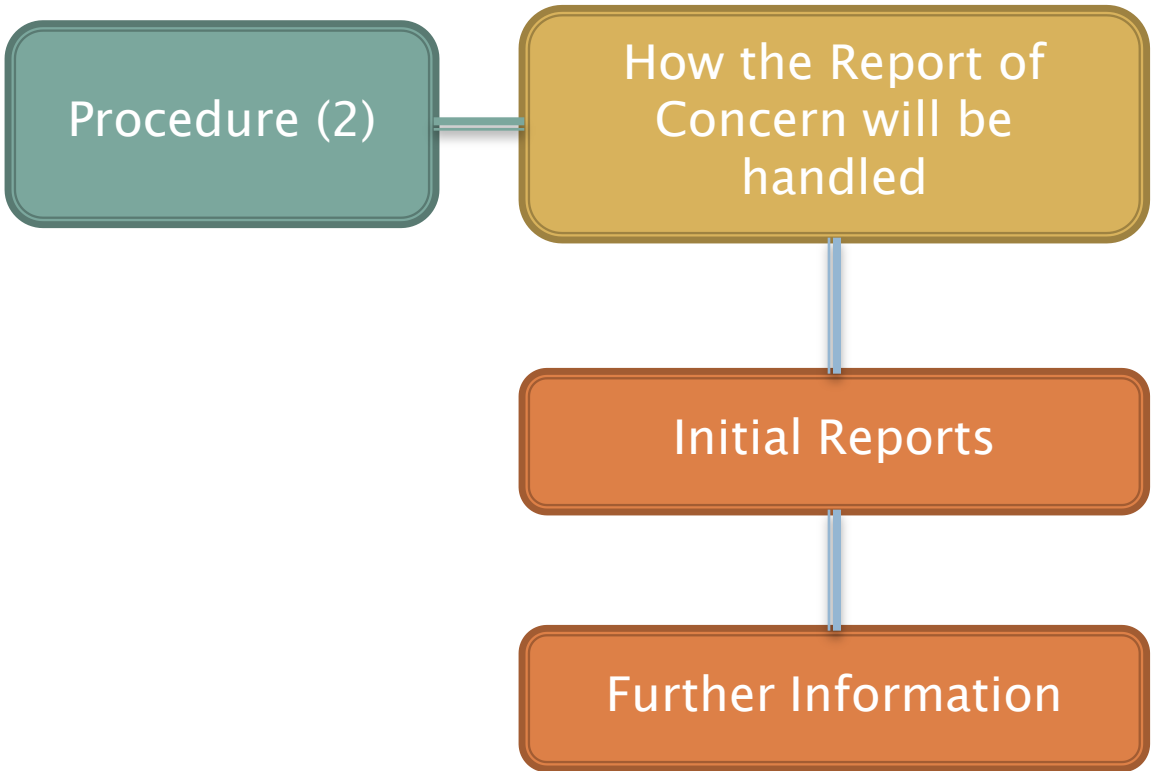 Procedure (2)
How the Report of
Concern will be
handled
Initial Reports
Further Information